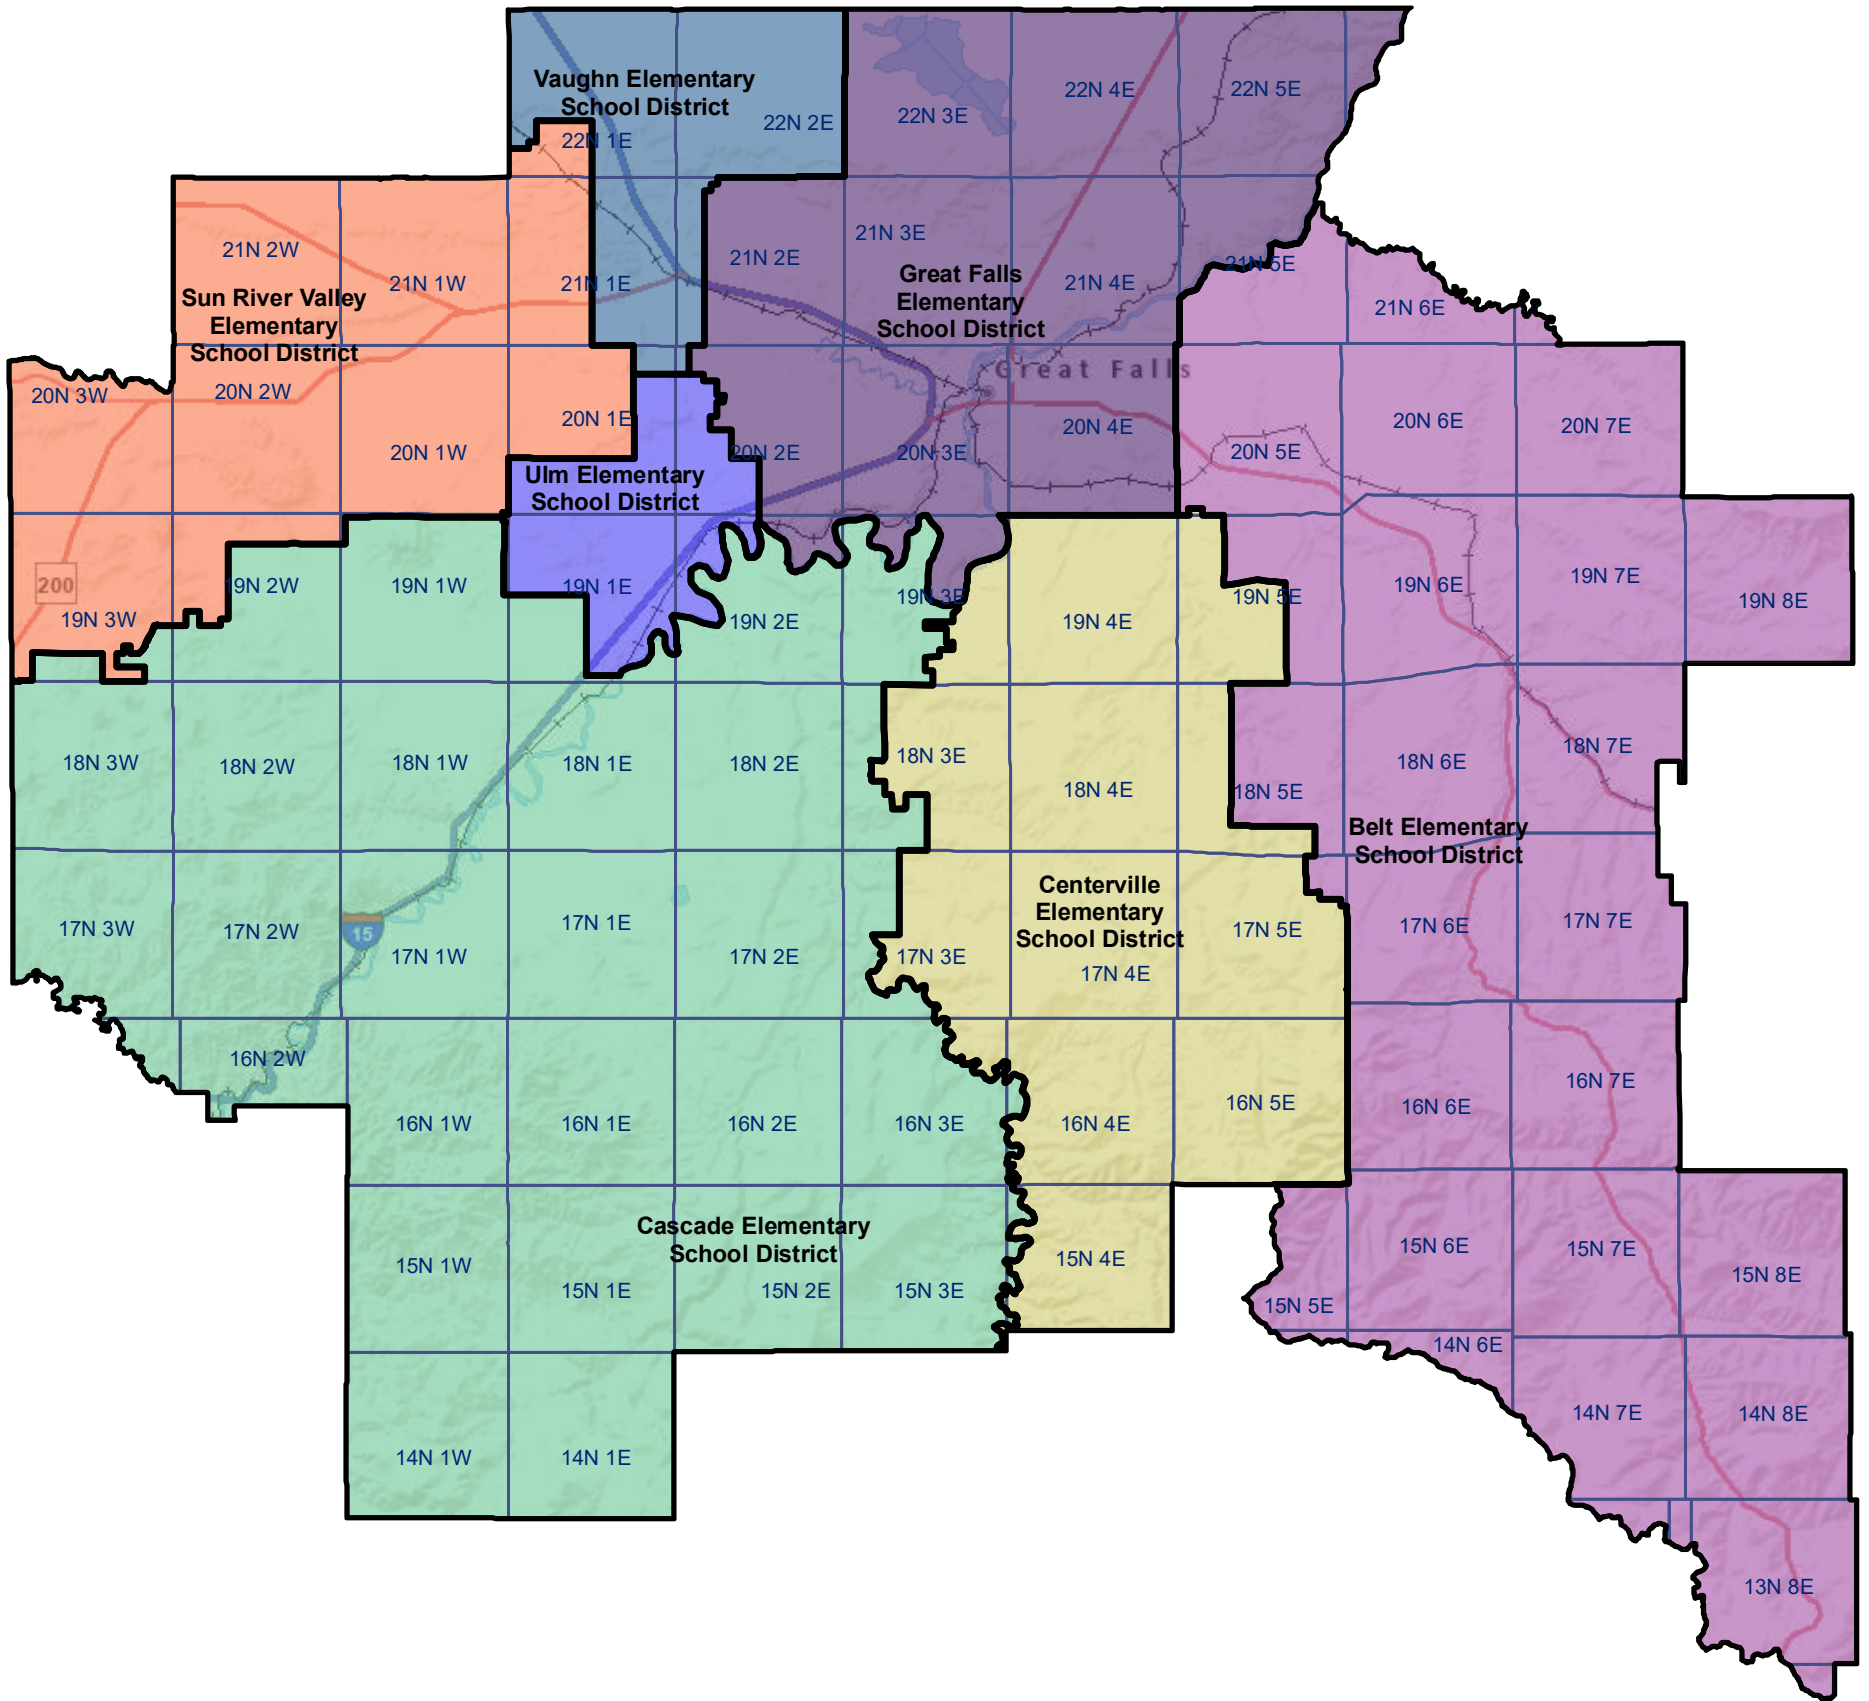 Vaughn Elementary
School District
22N 1E
22N 2E
22N 3E
22N 4E
22N 5E
21N 2W
21N 1W
21N 1E
21N 2E
21N 3E
21N 4E
21N 5E
21N 6E
Sun River Valley
Elementary
School District
Great Falls
Elementary
School District
Great Falls
20N 3W
20N 2W
20N 1W
20N 1E
20N 2E
20N 3E
20N 4E
20N 5E
20N 6E
20N 7E
Ulm Elementary
School District
200
19N 3W
19N 2W
19N 1W
19N 1E
19N 2E
19N 3E
19N 4E
19N 5E
19N 6E
19N 7E
19N 8E
18N 3W
18N 2W
18N 1W
18N 1E
18N 2E
18N 3E
18N 4E
18N 5E
18N 6E
18N 7E
Belt Elementary
School District
Centerville
Elementary
School District
17N 3W
17N 2W
15
17N 1W
17N 1E
17N 2E
17N 3E
17N 4E
17N 5E
17N 6E
17N 7E
16N 2W
16N 1W
16N 1E
16N 2E
16N 3E
16N 4E
16N 5E
16N 6E
16N 7E
Cascade Elementary
School District
15N 1W
15N 1E
15N 2E
15N 3E
15N 4E
15N 5E
15N 6E
15N 7E
15N 8E
14N 1W
14N 1E
14N 6E
14N 7E
14N 8E
13N 8E